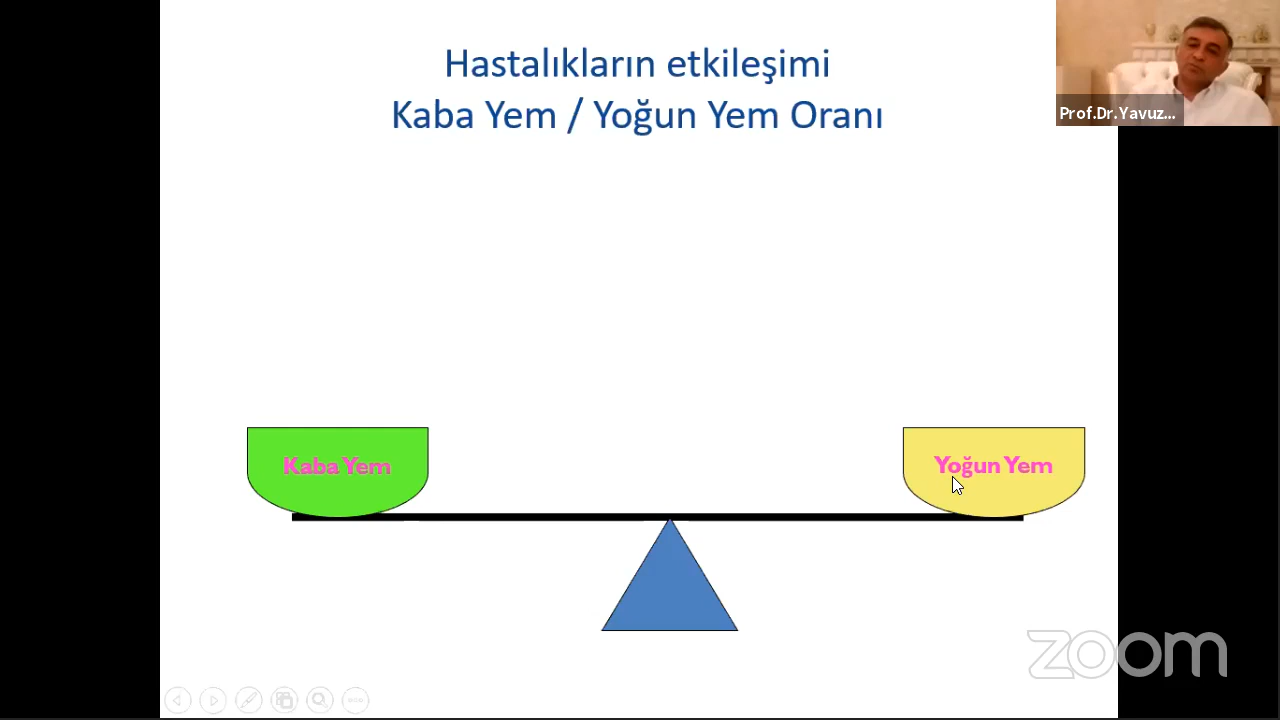 Hastalıkların etkileşimi
Kaba Yem / Yoğun Yem Oranı
Prof.Dr.Yavuz...
Kaba Yem
Yoğun Yem
zoom